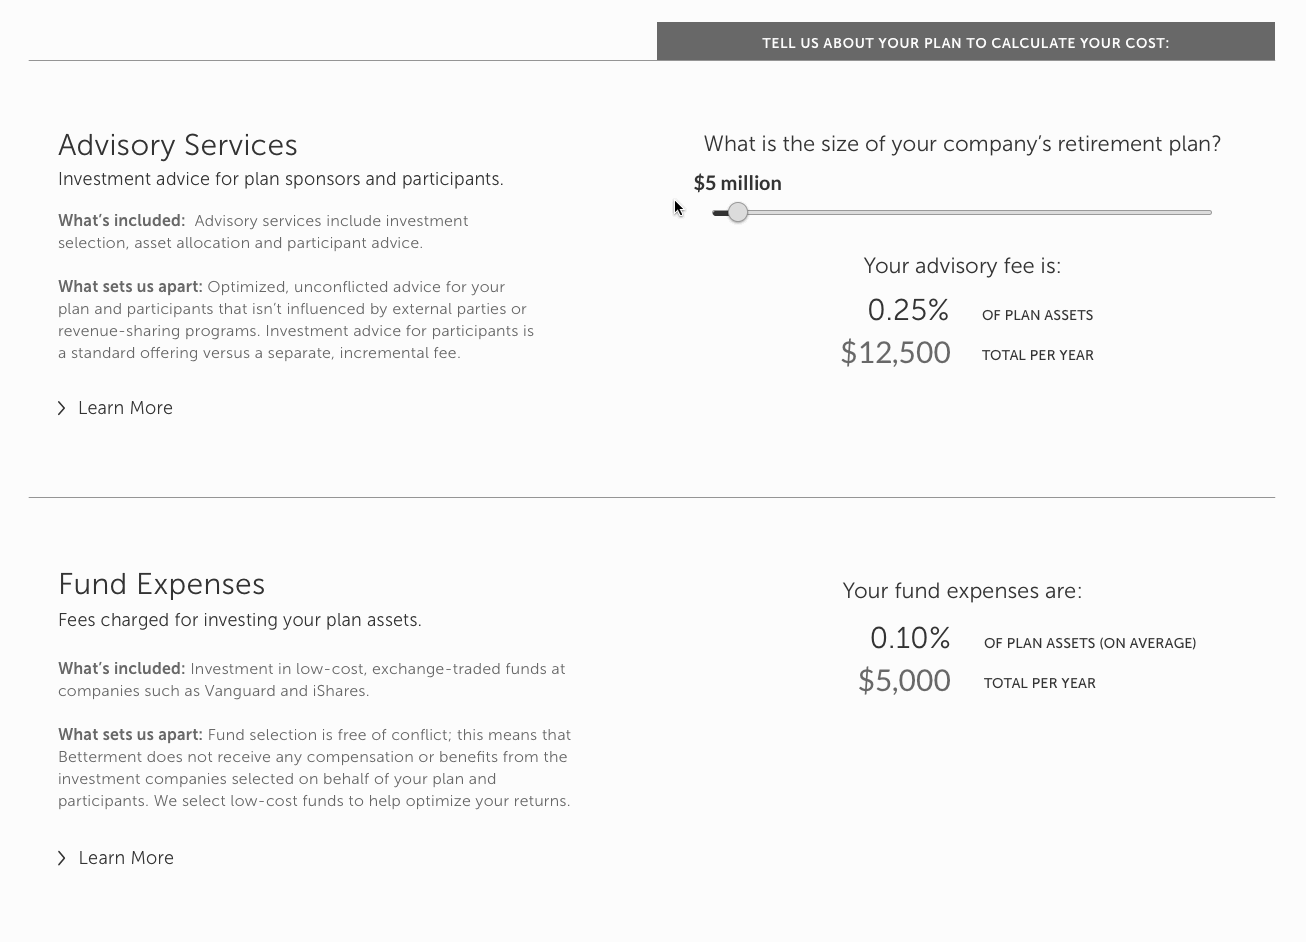 TELL US ABOUT YOUR PLAN TO CALCULATE YOUR COST:
Advisory Services
Investment advice for plan sponsors and participants.
What's included: Advisory services include investment
selection, asset allocation and participant advice.
What sets us apart: Optimized, unconflicted advice for your
plan and participants that isn't influenced by external parties or
revenue-sharing programs. Investment advice for participants is
a standard offering versus a separate, incremental fee.
Learn More
What is the size of your company's retirement plan?
$5 million
Your advisory fee is:
0.25% OF PLAN ASSETS
$12,500 TOTAL PER YEAR
Fund Expenses
Fees charged for investing your plan assets.
What's included: Investment in low-cost, exchange-traded funds at
companies such as Vanguard and iShares.
What sets us apart: Fund selection is free of conflict; this means that
Betterment does not receive any compensation or benefits from the
investment companies selected on behalf of your plan and
participants. We select low-cost funds to help optimize your returns.
Learn More
Your fund expenses are:
0.10% OF PLAN ASSETS (ON AVERAGE)
$5,000 TOTAL PER YEAR